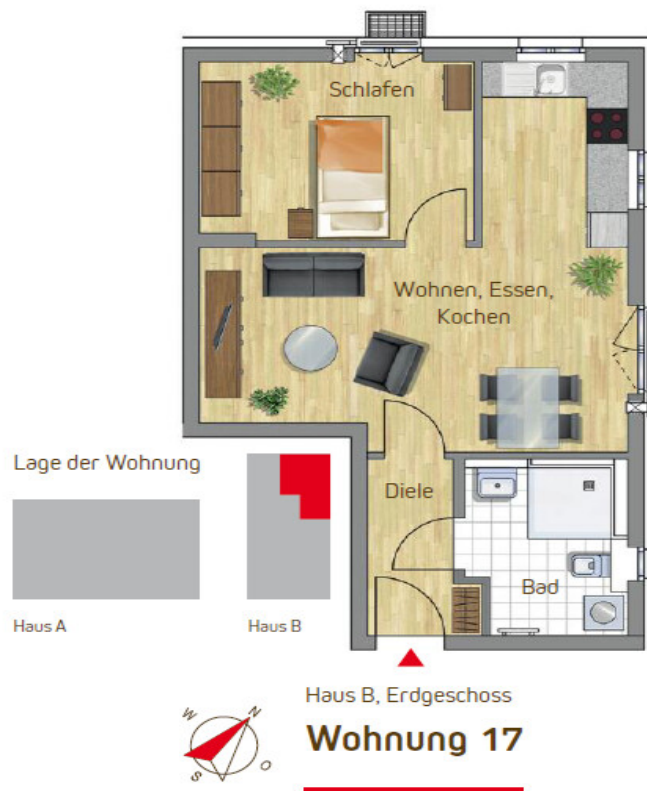 Schlafen
Wohnen, Essen,
Kochen
Lage der Wohnung
Diele
Bad
Haus A
Haus B
Haus B, Erdgeschoss
Wohnung 17
W
N
S
O